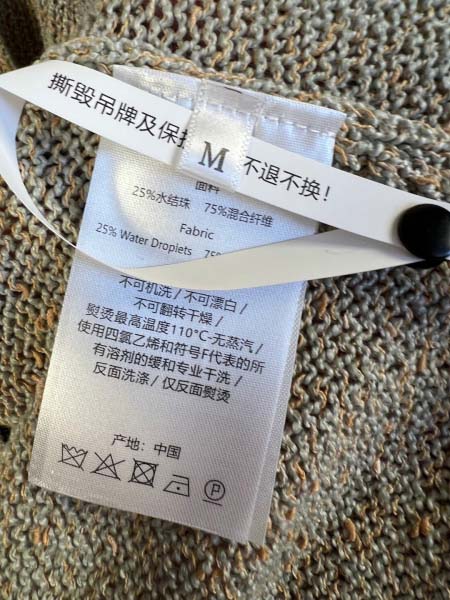 撕毁吊牌及保
不退不换!
M
面料
25%水结珠 75%混合纤维
Fabric
25% Water Droplets
不可机洗 / 不可漂白 /
不可翻转干燥 /
熨烫最高温度110°C-无蒸汽 /
使用四氯乙烯和符号F代表的所
有溶剂的缓和专业干洗 /
反面洗涤 / 仅反面熨烫
产地: 中国
P